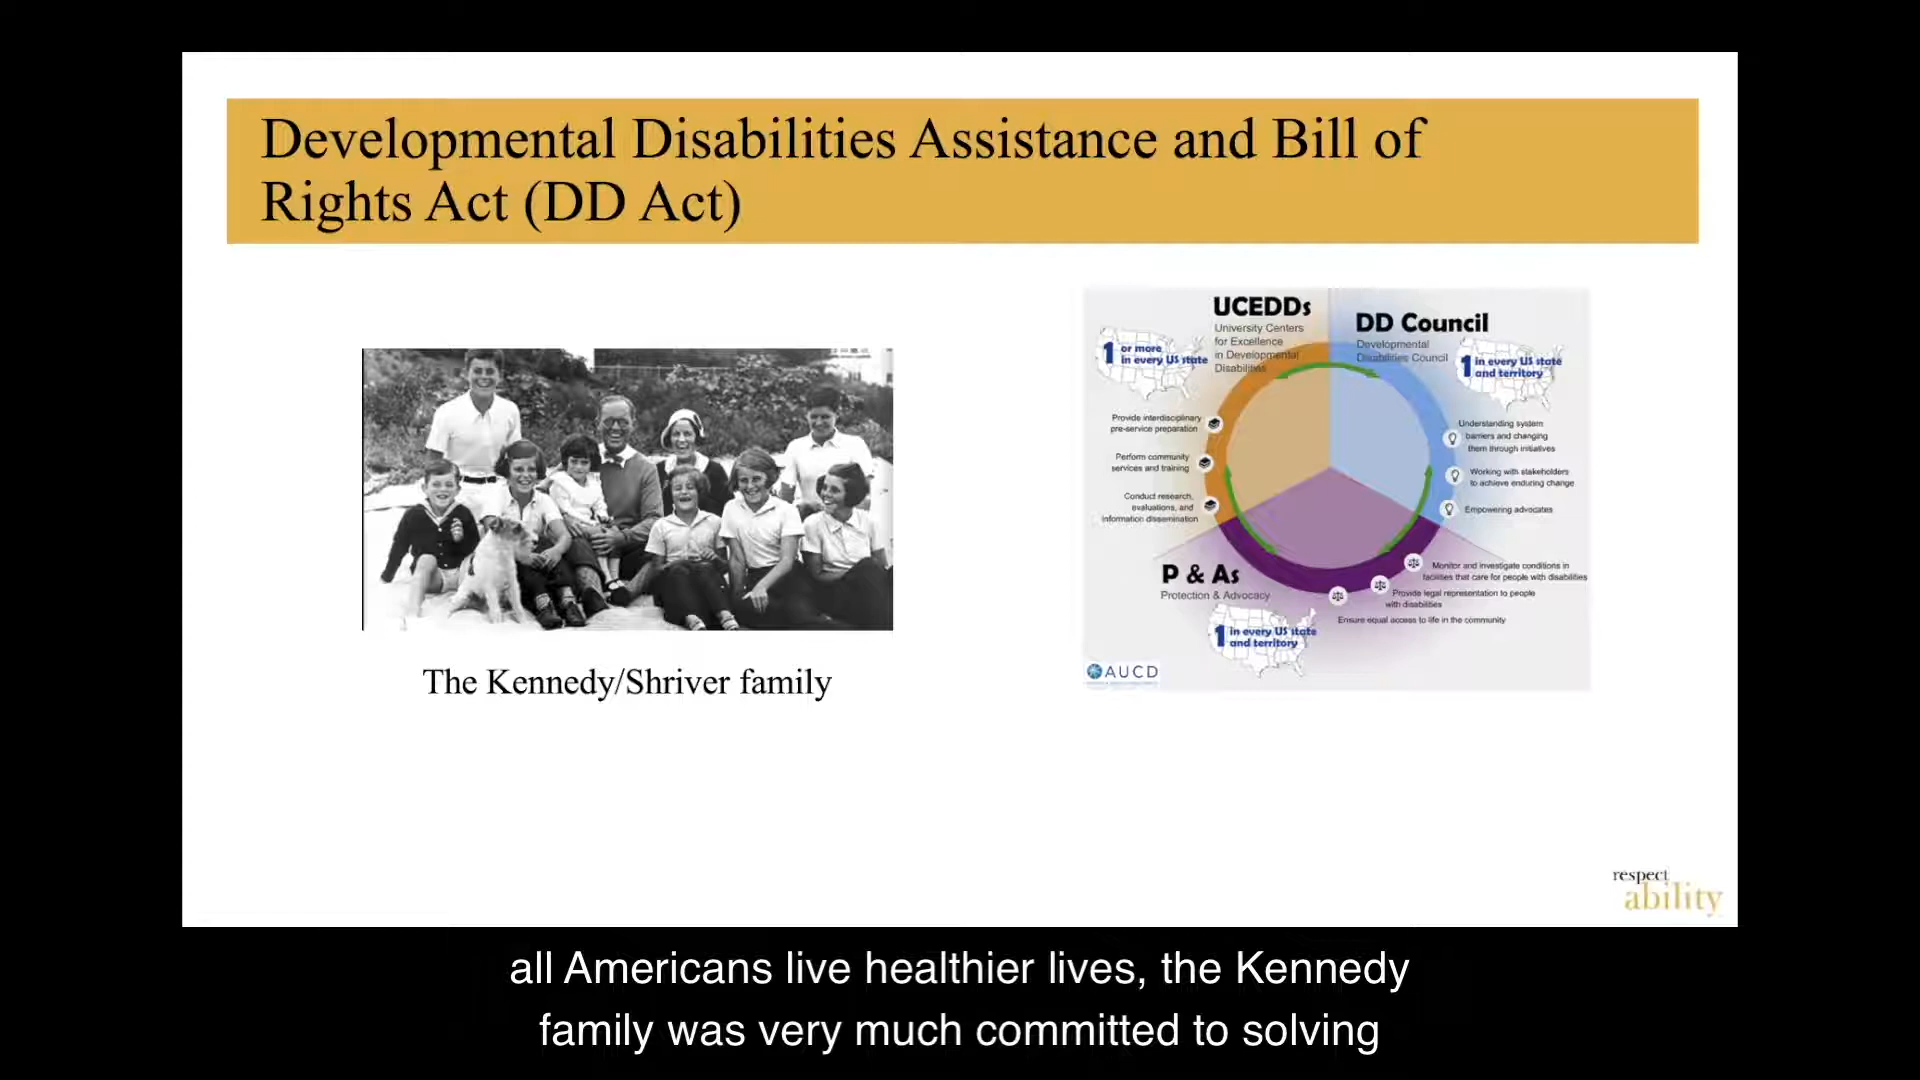 Developmental Disabilities Assistance and Bill of
Rights Act (DD Act)
The Kennedy/Shriver family
UCEDDs
University Centers
for Excellence
in Developmental
Disabilities
1 or more
in every US state
Provide interdisciplinary
pre-service preparation
Perform community
services and training
Conduct research,
evaluations, and
information dissemination
DD Council
Developmental
Disabilities Council
1 in every US state
and territory
Understanding system
barriers and changing
them through initiatives
Working with stakeholders
to achieve enduring change
Empowering advocates
P & As
Protection & Advocacy
1 in every US state
and territory
Monitor and investigate conditions in
facilities that care for people with disabilities
Provide legal representation to people
with disabilities
Ensure equal access to life in the community
AUCD
respect
ability
all Americans live healthier lives, the Kennedy
family was very much committed to solving